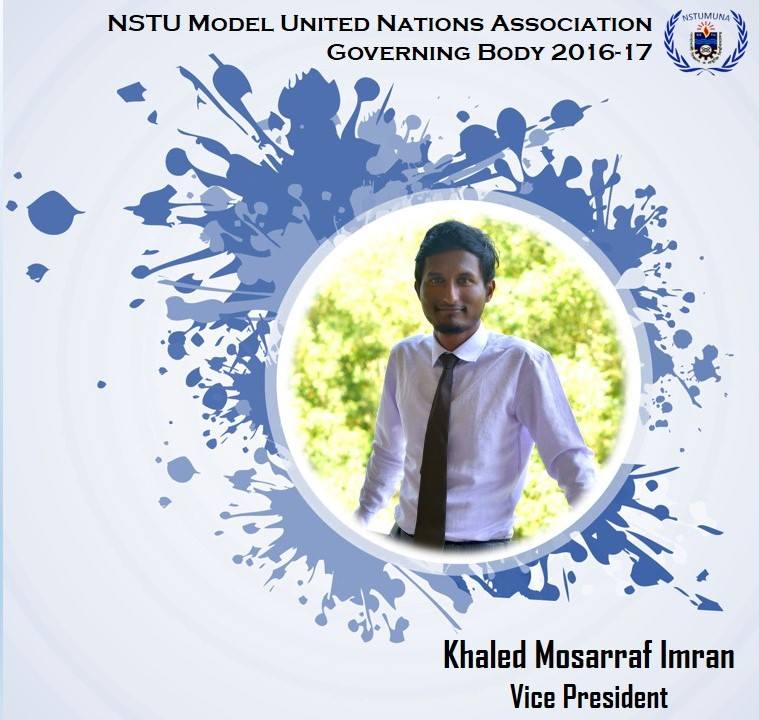 NSTU Model United Nations Association
Governing Body 2016-17
NSTUMUNA
Khaled Mosarraf Imran
Vice President